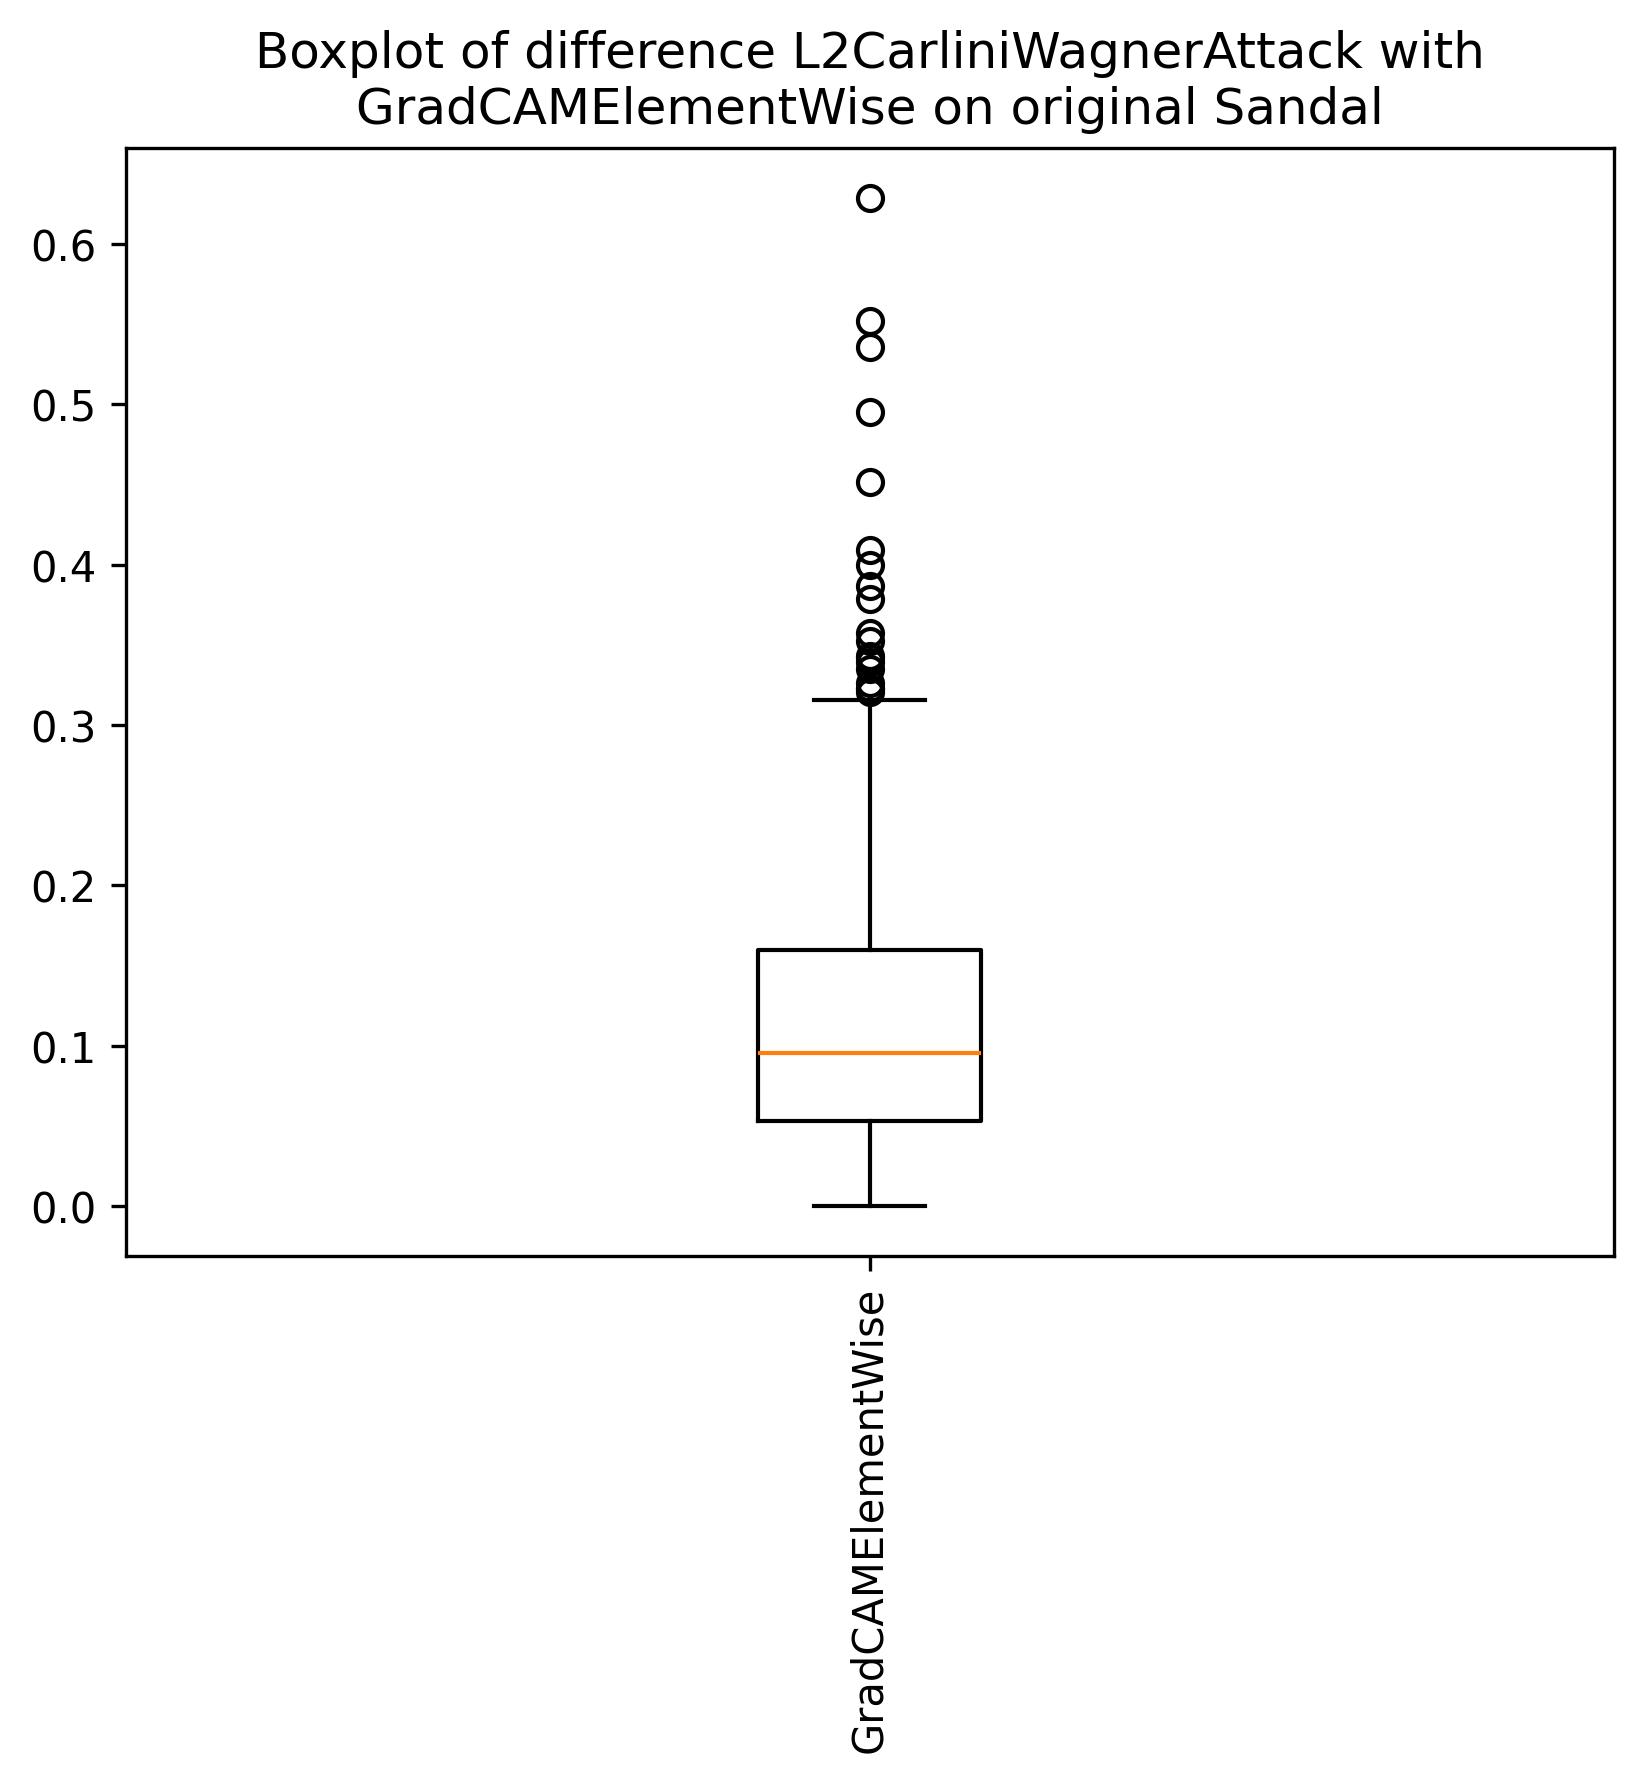 Boxplot of difference L2CarliniWagnerAttack with
GradCAMElementWise on original Sandal
0.6
0.5
0.4
0.3
0.2
0.1
0.0
GradCAMElementWise